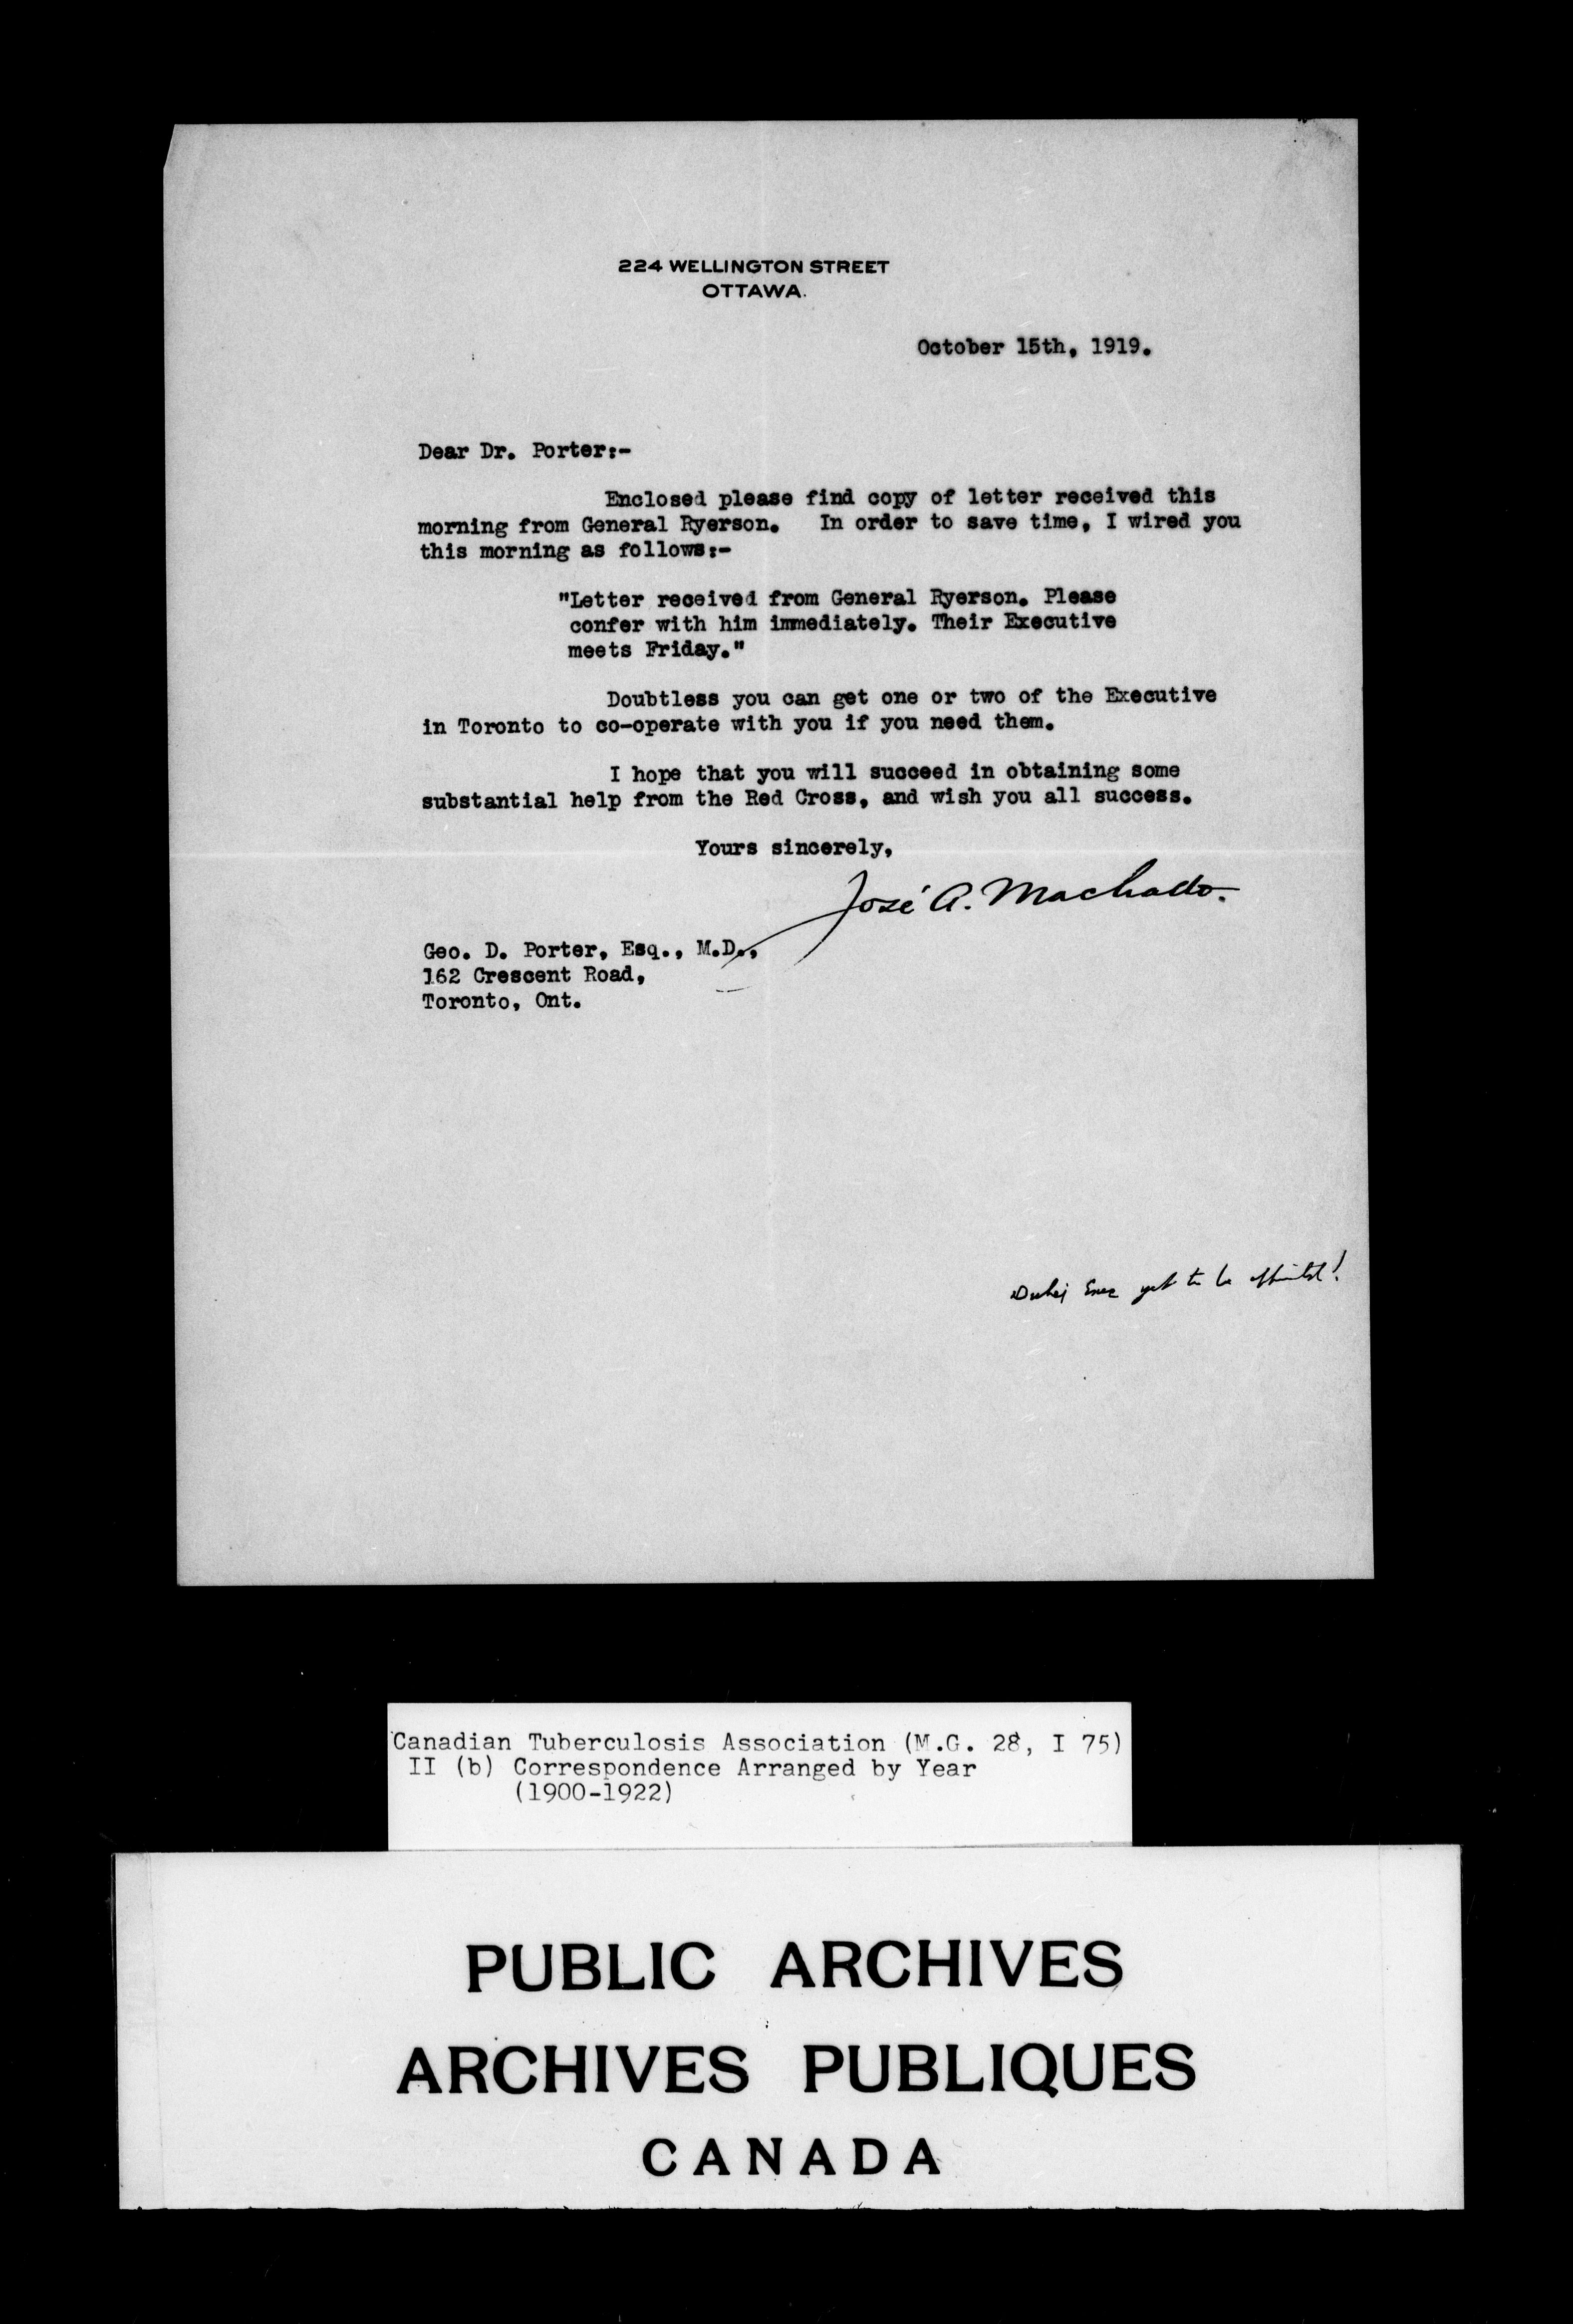 224 WELLINGTON STREET
OTTAWA.
October 15th, 1919.
Dear Dr. Porter:-
Enclosed please find copy of letter received this
morning from General Ryerson. In order to save time, I wired you
this morning as follows:-
"Letter received from General Ryerson. Please
confer with him immediately. Their Executive
meets Friday."
Doubtless you can get one or two of the Executive
in Toronto to co-operate with you if you need them.
I hope that you will succeed in obtaining some
substantial help from the Red Cross, and wish you all success.
Yours sincerely,
José A. Machado.
Geo. D. Porter, Esq., M.D.,
162 Crescent Road,
Toronto, Ont.
yet to be
Canadian Tuberculosis Association (M.G. 28, I 75)
II (b) Correspondence Arranged by Year
(1900-1922)
PUBLIC ARCHIVES
ARCHIVES PUBLIQUES
CANADA